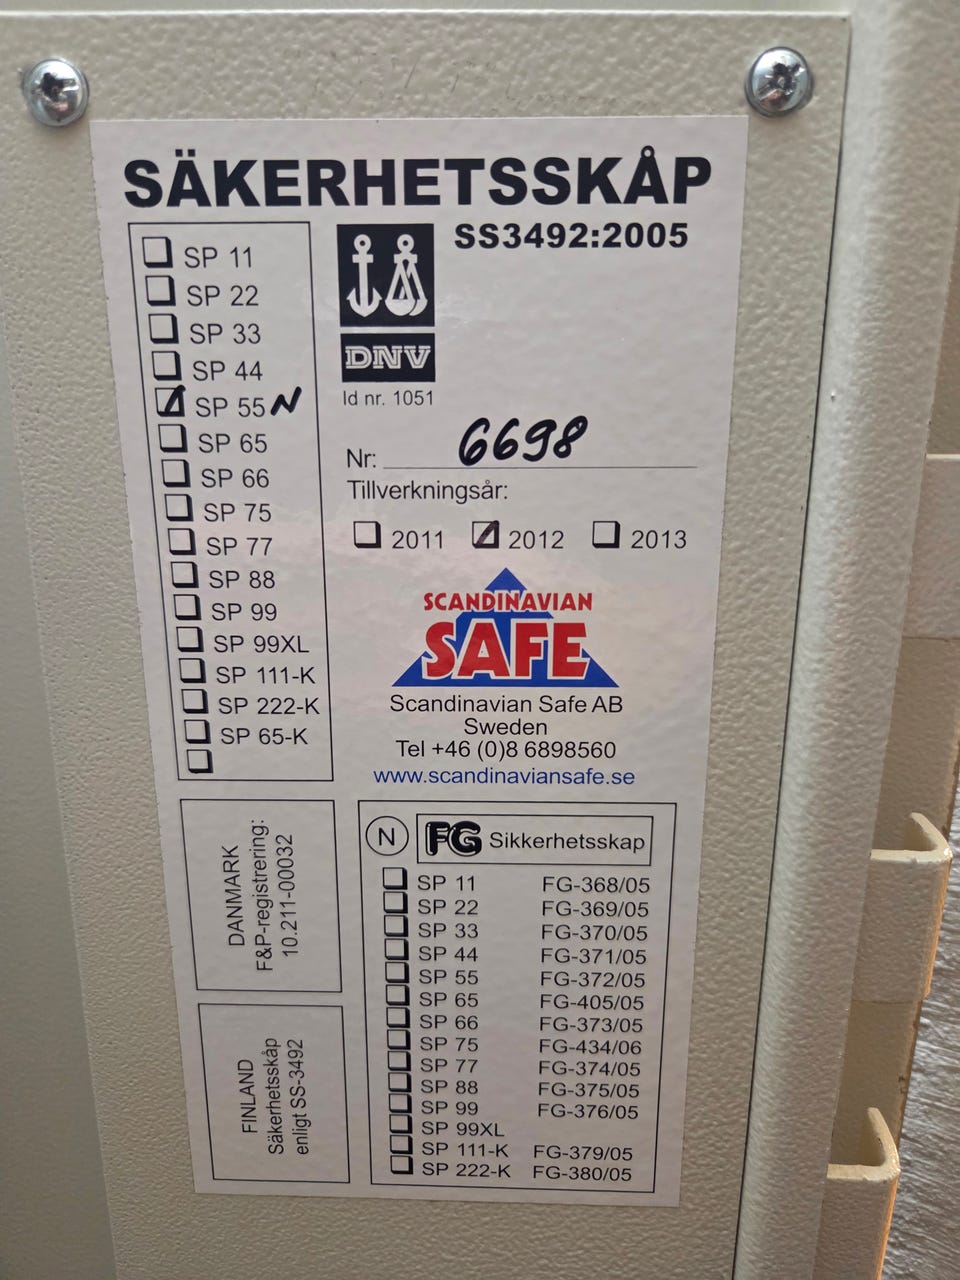 SÄKERHETSSKÅP
SS3492:2005
SP 11
SP 22
SP 33
SP 44
SP 55 N
SP 65
SP 66
SP 75
SP 77
SP 88
SP 99
SP 99XL
SP 111-K
SP 222-K
SP 65-K
DNV
Id nr. 1051
Nr: 6698
Tillverkningsår:
2011 2012 2013
SCANDINAVIAN
SAFE
Scandinavian Safe AB
Sweden
Tel +46 (0)8 6898560
www.scandinaviansafe.se
DANMARK
F&P-registrering:
10.211-00032
FINLAND
Säkerhetsskåp
enligt SS-3492
N FG Sikkerhetsskap
SP 11 FG-368/05
SP 22 FG-369/05
SP 33 FG-370/05
SP 44 FG-371/05
SP 55 FG-372/05
SP 65 FG-405/05
SP 66 FG-373/05
SP 75 FG-434/06
SP 77 FG-374/05
SP 88 FG-375/05
SP 99 FG-376/05
SP 99XL
SP 111-K FG-379/05
SP 222-K FG-380/05